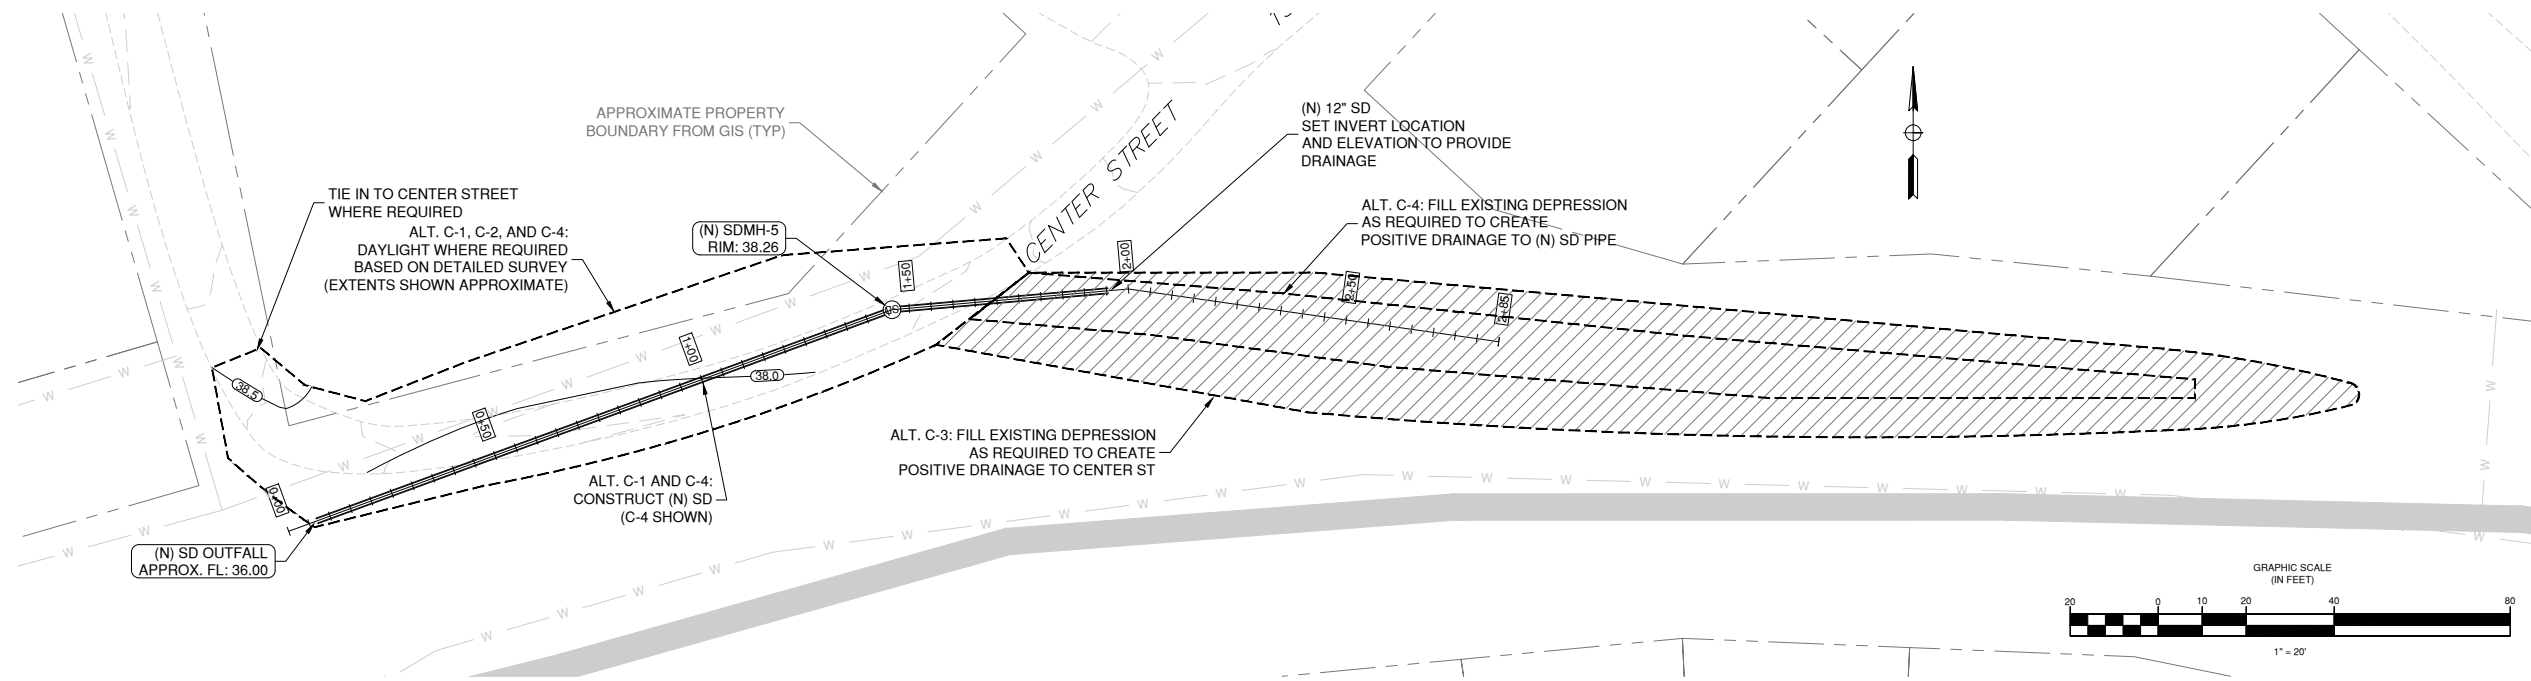 APPROXIMATE PROPERTY
BOUNDARY FROM GIS (TYP)
TIE IN TO CENTER STREET
WHERE REQUIRED
ALT. C-1, C-2, AND C-4:
DAYLIGHT WHERE REQUIRED
BASED ON DETAILED SURVEY
(EXTENTS SHOWN APPROXIMATE)
(N) SDMH-5
RIM: 38.26
CENTER STREET
(N) 12" SD
SET INVERT LOCATION
AND ELEVATION TO PROVIDE
DRAINAGE
ALT. C-4: FILL EXISTING DEPRESSION
AS REQUIRED TO CREATE
POSITIVE DRAINAGE TO (N) SD PIPE
0+00
0+50
1+00
1+50
2+00
2+50
2+85
38.5
38.0
SD
ALT. C-3: FILL EXISTING DEPRESSION
AS REQUIRED TO CREATE
POSITIVE DRAINAGE TO CENTER ST
ALT. C-1 AND C-4:
CONSTRUCT (N) SD
(C-4 SHOWN)
(N) SD OUTFALL
APPROX. FL: 36.00
W W W W W W W W W W W W W W W W W W W W W W W W W W W W W W W W W W W W W W W
GRAPHIC SCALE
(IN FEET)
20 0 10 20 40 80
1" = 20'